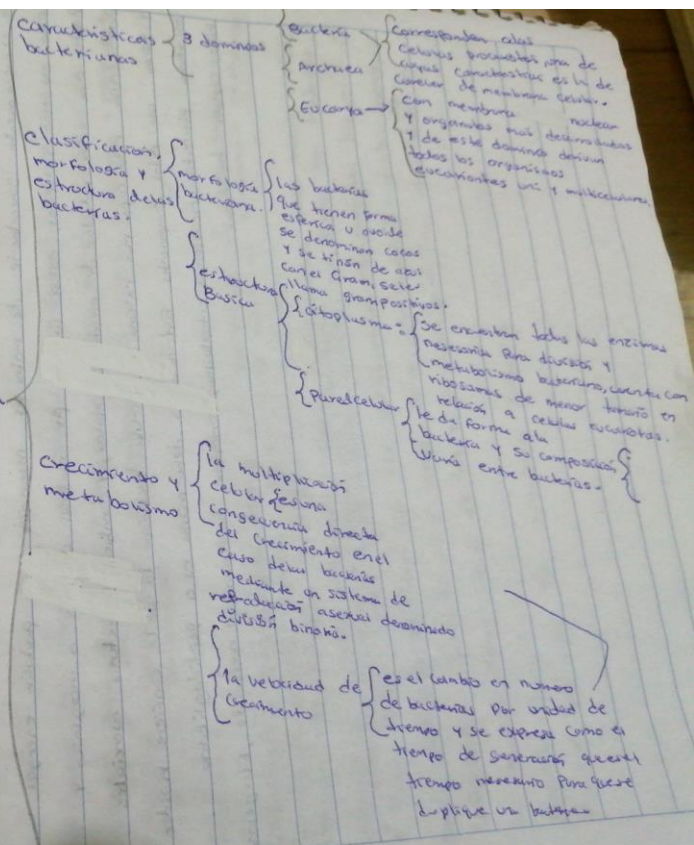 características
bacterianas
3 dominios
Bacteria
Archaea
Eucarya
corresponden a las
células procariotas, una de
cuyas características es la de
carecer de membrana celular.
con membrana nuclear
y organelos más desarrollados
y de este dominio derivan
todos los organismos
eucariontes uni y multicelulares.
Clasificación,
morfología y
estructura de las
bacterias.
morfología
bacteriana.
las bacterias
que tienen forma
esferica u ovoide
se denominan cocos
y se tiñen de azul
con el Gram, se les
llama grampositivos.
estructura
Basica
citoplasma =
se encuentran todas las enzimas
necesarias para división y
metabolismo bacteriano, cuenta con
ribosomas de menor tamaño en
relación a celulas eucariotas.
Pared celular
le da forma a la
bacteria y su composición
varía entre bacterias.
Crecimiento y
metabolismo
la multiplicación
celular es una
consecuencia directa
del crecimiento en el
caso de las bacterias
mediante un sistema de
reproducción asexual denominado
división binaria.
la velocidad de
crecimiento
es el cambio en numero
de bacterias por unidad de
tiempo y se expresa como el
tiempo de generación que es el
tiempo necesario para que se
duplique una